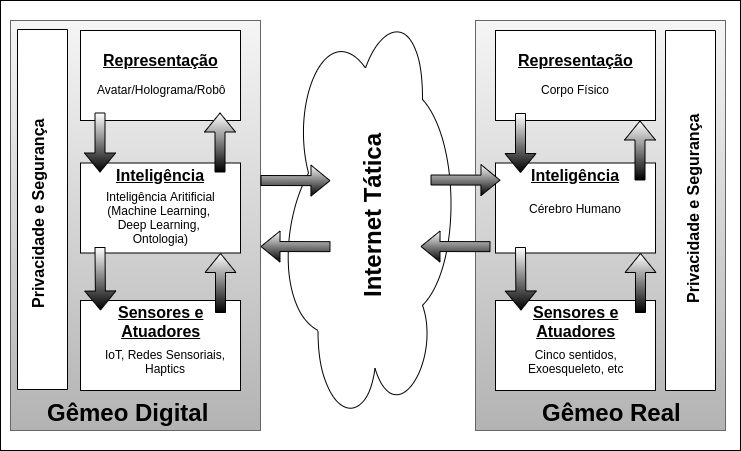 Privacidade e Segurança
Representação
Avatar/Holograma/Robô
Inteligência
Inteligência Aritificial
(Machine Learning,
Deep Learning,
Ontologia)
Sensores e
Atuadores
IoT, Redes Sensoriais,
Haptics
Gêmeo Digital
Internet Tática
Representação
Corpo Físico
Inteligência
Cérebro Humano
Sensores e
Atuadores
Cinco sentidos,
Exoesqueleto, etc
Privacidade e Segurança
Gêmeo Real